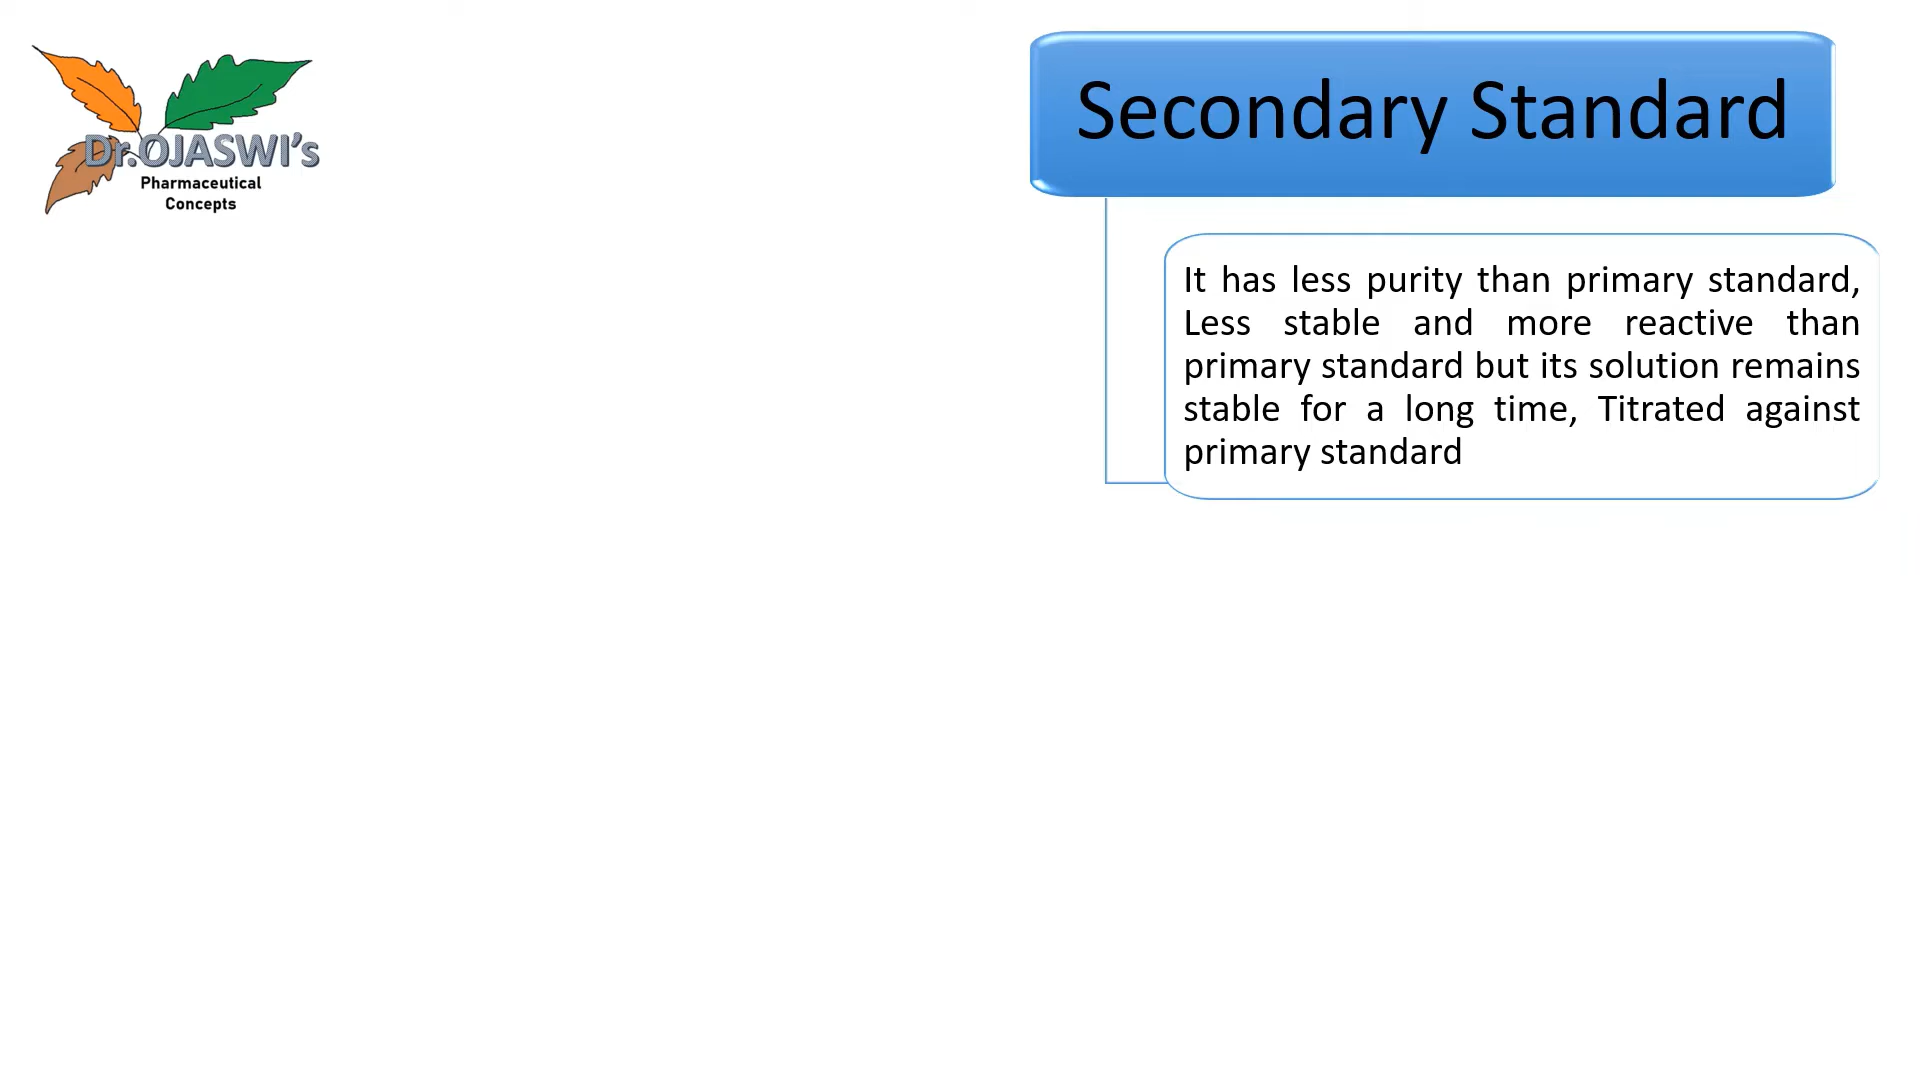 Dr.OJASWI's
Pharmaceutical
Concepts
Secondary Standard
It has less purity than primary standard,
Less stable and more reactive than
primary standard but its solution remains
stable for a long time, Titrated against
primary standard